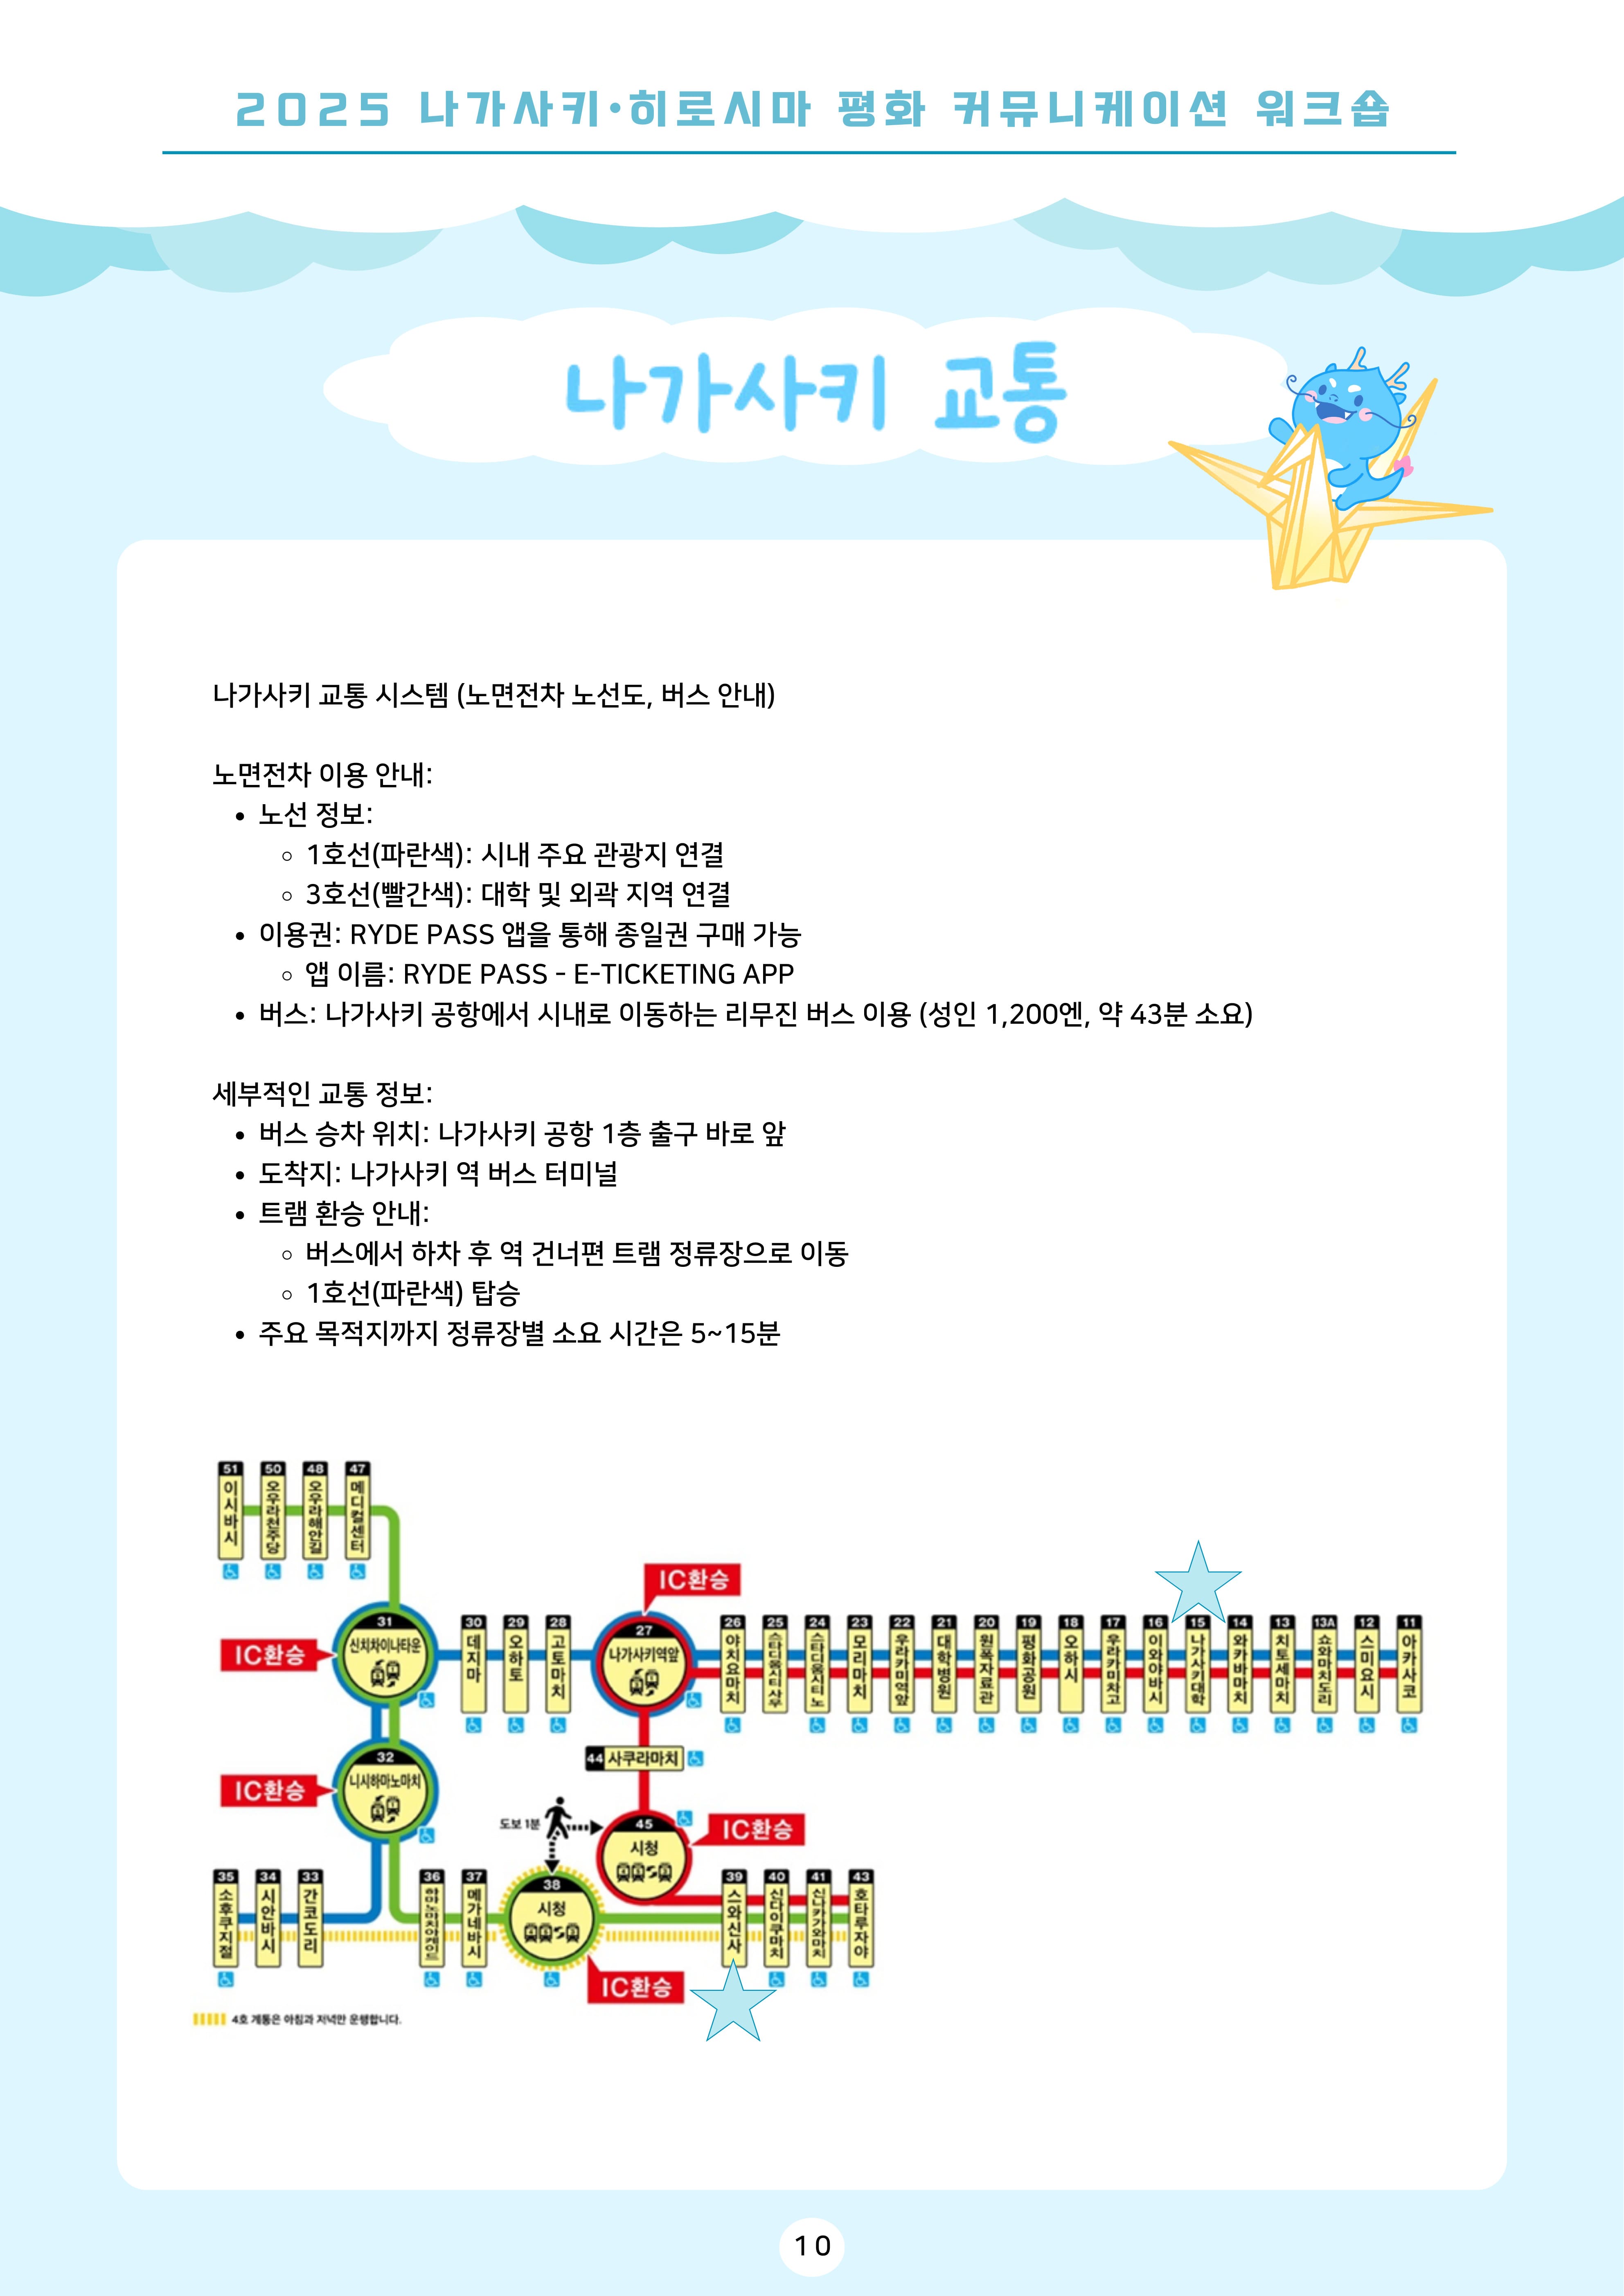 2025 나가사키•히로시마 평화 커뮤니케이션 워크숍
나가사키 교통
나가사키 교통 시스템 (노면전차 노선도, 버스 안내)
노면전차 이용 안내:
• 노선 정보:
◦ 1호선(파란색): 시내 주요 관광지 연결
◦ 3호선(빨간색): 대학 및 외곽 지역 연결
• 이용권: RYDE PASS 앱을 통해 종일권 구매 가능
◦ 앱 이름: RYDE PASS - E-TICKETING APP
• 버스: 나가사키 공항에서 시내로 이동하는 리무진 버스 이용 (성인 1,200엔, 약 43분 소요)
세부적인 교통 정보:
• 버스 승차 위치: 나가사키 공항 1층 출구 바로 앞
• 도착지: 나가사키 역 버스 터미널
• 트램 환승 안내:
◦ 버스에서 하차 후 역 건너편 트램 정류장으로 이동
◦ 1호선(파란색) 탑승
• 주요 목적지까지 정류장별 소요 시간은 5~15분
51 이시바시
50 오우라천주당
48 오우라해안길
47 메디컬센터
IC환승
31 신치차이나타운
30 데지마
29 오하토
28 고토마치
IC환승
27 나가사키역앞
26 야치요마치
25 스타디움시티사우
24 스타디움시티노
23 모리마치
22 우라카미역앞
21 대학병원
20 원폭자료관
19 평화공원
18 오하시
17 우라카미차고
16 이와야바시
15 나가사키대학
14 와카바마치
13 치토세마치
13A 쇼와마치도리
12 스미요시
11 아카사코
IC환승
32 니시하마노마치
44 사쿠라마치
도보 1분
45 시청
IC환승
35 소후쿠지절
34 시안바시
33 간코도리
36 하마노마치아케이드
37 메가네바시
38 시청
IC환승
39 스와신사
40 신다이쿠마치
41 신나카가와마치
43 호타루자야
4호 계통은 아침과 저녁만 운행합니다.
10